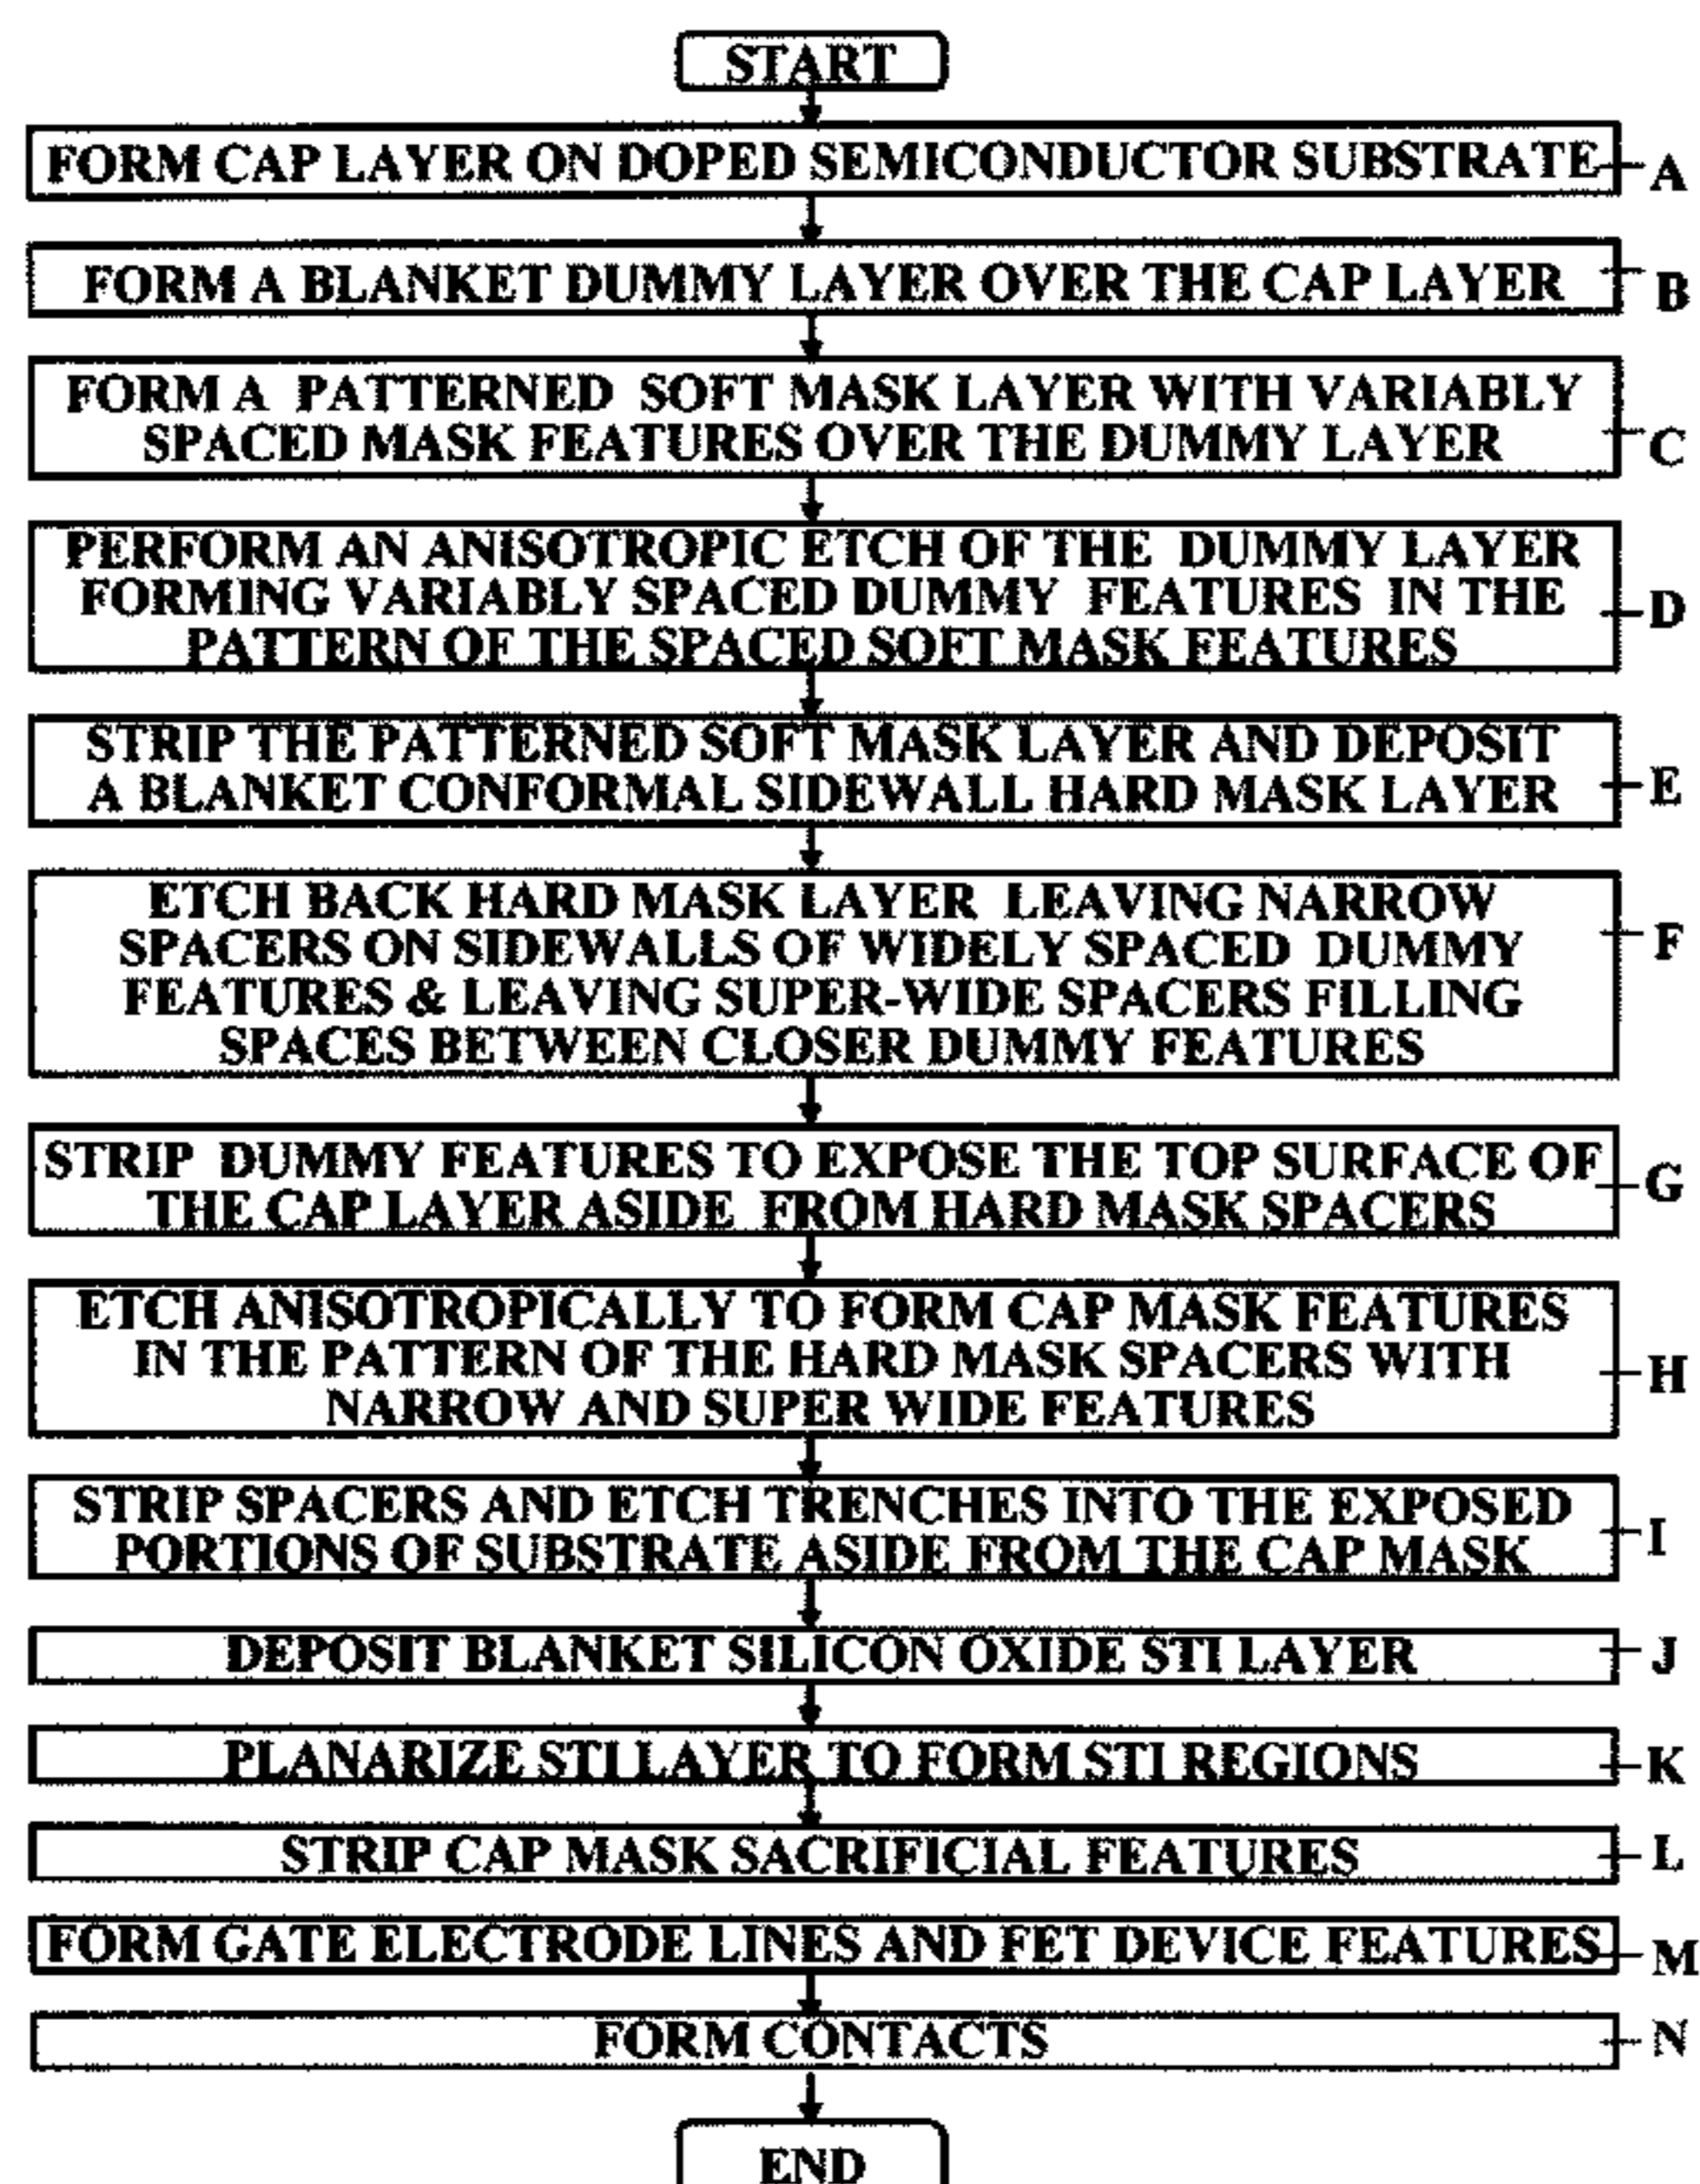 START
FORM CAP LAYER ON DOPED SEMICONDUCTOR SUBSTRATE
A
FORM A BLANKET DUMMY LAYER OVER THE CAP LAYER
B
FORM A PATTERNED SOFT MASK LAYER WITH VARIABLY
SPACED MASK FEATURES OVER THE DUMMY LAYER
C
PERFORM AN ANISOTROPIC ETCH OF THE DUMMY LAYER
FORMING VARIABLY SPACED DUMMY FEATURES IN THE
PATTERN OF THE SPACED SOFT MASK FEATURES
D
STRIP THE PATTERNED SOFT MASK LAYER AND DEPOSIT
A BLANKET CONFORMAL SIDEWALL HARD MASK LAYER
E
ETCH BACK HARD MASK LAYER LEAVING NARROW
SPACERS ON SIDEWALLS OF WIDELY SPACED DUMMY
FEATURES & LEAVING SUPER-WIDE SPACERS FILLING
SPACES BETWEEN CLOSER DUMMY FEATURES
F
STRIP DUMMY FEATURES TO EXPOSE THE TOP SURFACE OF
THE CAP LAYER ASIDE FROM HARD MASK SPACERS
G
ETCH ANISOTROPICALLY TO FORM CAP MASK FEATURES
IN THE PATTERN OF THE HARD MASK SPACERS WITH
NARROW AND SUPER WIDE FEATURES
H
STRIP SPACERS AND ETCH TRENCHES INTO THE EXPOSED
PORTIONS OF SUBSTRATE ASIDE FROM THE CAP MASK
I
DEPOSIT BLANKET SILICON OXIDE STI LAYER
J
PLANARIZE STI LAYER TO FORM STI REGIONS
K
STRIP CAP MASK SACRIFICIAL FEATURES
L
FORM GATE ELECTRODE LINES AND FET DEVICE FEATURES
M
FORM CONTACTS
N
END